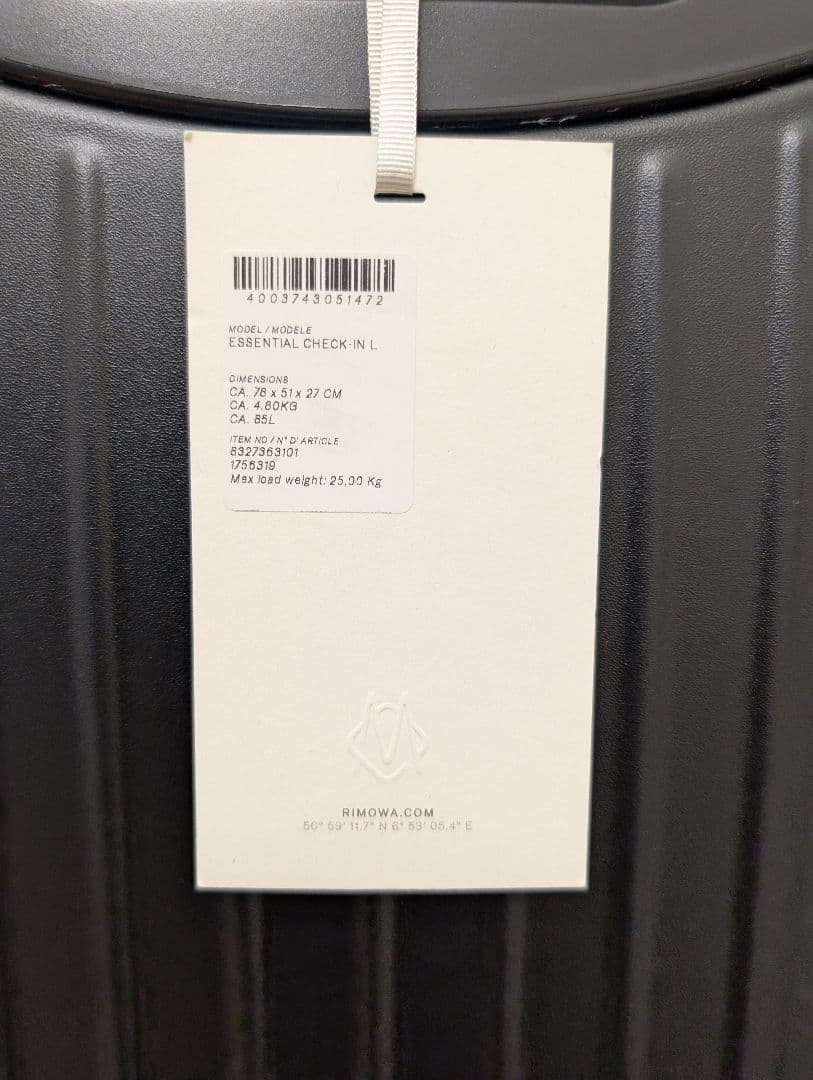 4003743051472
MODEL / MODÈLE
ESSENTIAL CHECK-IN L
DIMENSIONS
CA. 78 x 51 x 27 CM
CA. 4.80KG
CA. 85L
ITEM NO / N° D'ARTICLE
8327363101
1756319
Max load weight: 25,00 Kg
RIMOWA.COM
50° 59' 11.7" N 6° 53' 05.4" E